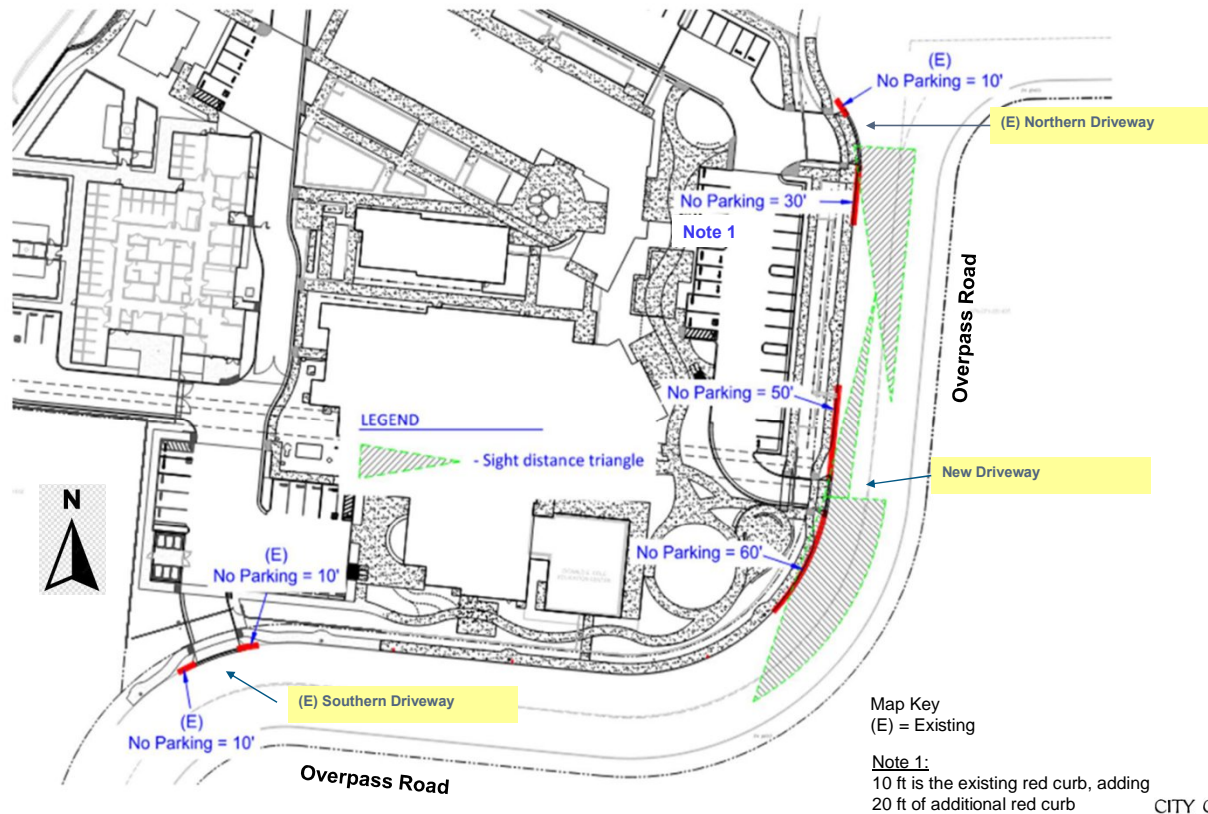 (E)
No Parking = 10'
(E) Northern Driveway
No Parking = 30'
Note 1
Overpass Road
No Parking = 50'
LEGEND
- Sight distance triangle
New Driveway
N
No Parking = 60'
(E)
No Parking = 10'
(E) Southern Driveway
(E)
No Parking = 10'
Overpass Road
Map Key
(E) = Existing
Note 1:
10 ft is the existing red curb, adding
20 ft of additional red curb
CITY